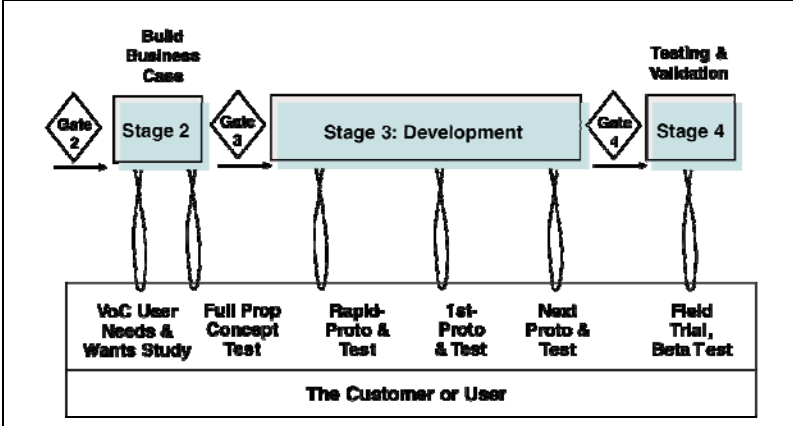 Build
Business
Case
Testing &
Validation
Gate
2
Stage 2
Gate
3
Stage 3: Development
Gate
4
Stage 4
VoC User
Needs &
Wants Study
Full Prop
Concept
Test
Rapid-
Proto &
Test
1st-
Proto
& Test
Next
Proto &
Test
Field
Trial,
Beta Test
The Customer or User